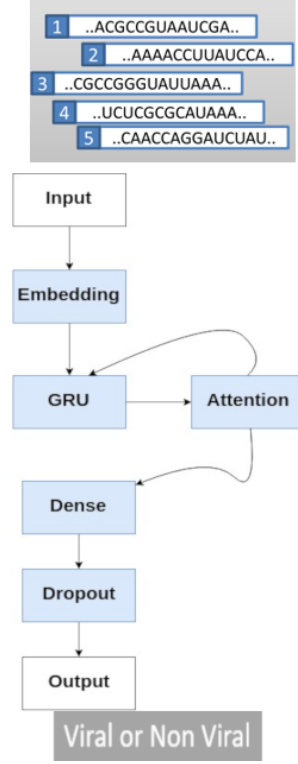 1 ..ACGCCGUAAUCGA..
2 ..AAAACCUUAUCCA..
3 ..CGCCGGGUAUUAAA..
4 ..UCUCGCGCAUAAA..
5 ..CAACCAGGAUCUAU..
Input
Embedding
GRU Attention
Dense
Dropout
Output
Viral or Non Viral